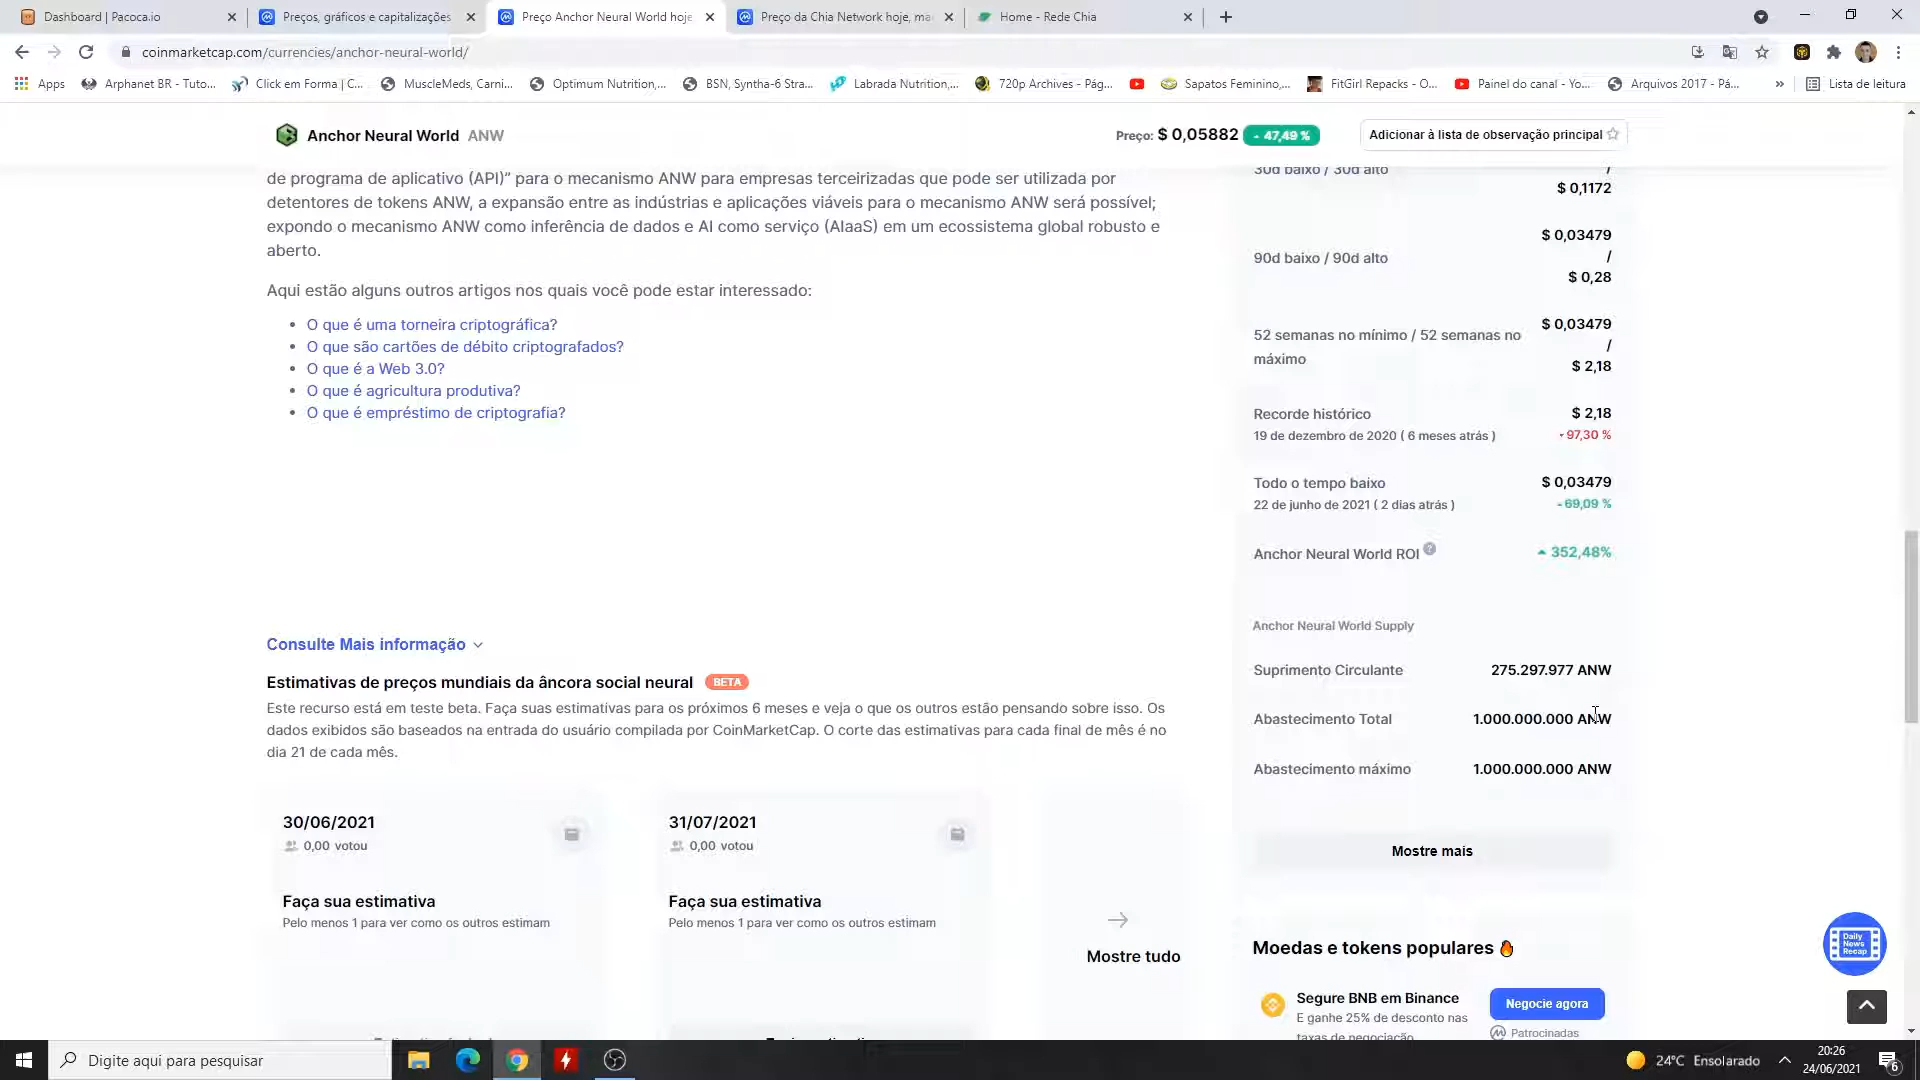 Dashboard | Pacoca.io
Preços, gráficos e capitalizações
Preço Anchor Neural World hoje
Preço da Chia Network hoje, ma
Home - Rede Chia
coinmarketcap.com/currencies/anchor-neural-world/
Apps
Arphanet BR - Tuto...
Click em Forma | C...
MuscleMeds, Carni...
Optimum Nutrition,...
BSN, Syntha-6 Stra...
Labrada Nutrition,...
720p Archives - Pág...
Sapatos Feminino,...
FitGirl Repacks - O...
Painel do canal - Yo...
Arquivos 2017 - Pá...
»
Lista de leitura
Anchor Neural World ANW
Preço: $ 0,05882
47,49 %
Adicionar à lista de observação principal
de programa de aplicativo (API)” para o mecanismo ANW para empresas terceirizadas que pode ser utilizada por
detentores de tokens ANW, a expansão entre as indústrias e aplicações viáveis para o mecanismo ANW será possível;
expondo o mecanismo ANW como inferência de dados e AI como serviço (AIaaS) em um ecossistema global robusto e
aberto.
Aqui estão alguns outros artigos nos quais você pode estar interessado:
• O que é uma torneira criptográfica?
• O que são cartões de débito criptografados?
• O que é a Web 3.0?
• O que é agricultura produtiva?
• O que é empréstimo de criptografia?
Consulte Mais informação
Estimativas de preços mundiais da âncora social neural BETA
Este recurso está em teste beta. Faça suas estimativas para os próximos 6 meses e veja o que os outros estão pensando sobre isso. Os
dados exibidos são baseados na entrada do usuário compilada por CoinMarketCap. O corte das estimativas para cada final de mês é no
dia 21 de cada mês.
30/06/2021
0,00 votou
Faça sua estimativa
Pelo menos 1 para ver como os outros estimam
31/07/2021
0,00 votou
Faça sua estimativa
Pelo menos 1 para ver como os outros estimam
Mostre tudo
30d baixo / 30d alto
/
$ 0,1172
90d baixo / 90d alto
$ 0,03479
/
$ 0,28
52 semanas no mínimo / 52 semanas no
máximo
$ 0,03479
/
$ 2,18
Recorde histórico
$ 2,18
19 de dezembro de 2020 ( 6 meses atrás )
97,30 %
Todo o tempo baixo
$ 0,03479
22 de junho de 2021 ( 2 dias atrás )
69,09 %
Anchor Neural World ROI
352,48%
Anchor Neural World Supply
Suprimento Circulante
275.297.977 ANW
Abastecimento Total
1.000.000.000 ANW
Abastecimento máximo
1.000.000.000 ANW
Mostre mais
Moedas e tokens populares
Segure BNB em Binance
E ganhe 25% de desconto nas
taxas de negociação
Negocie agora
Patrocinadas
Daily
News
Recap
Digite aqui para pesquisar
24°C Ensolarado
20:26
24/06/2021
6